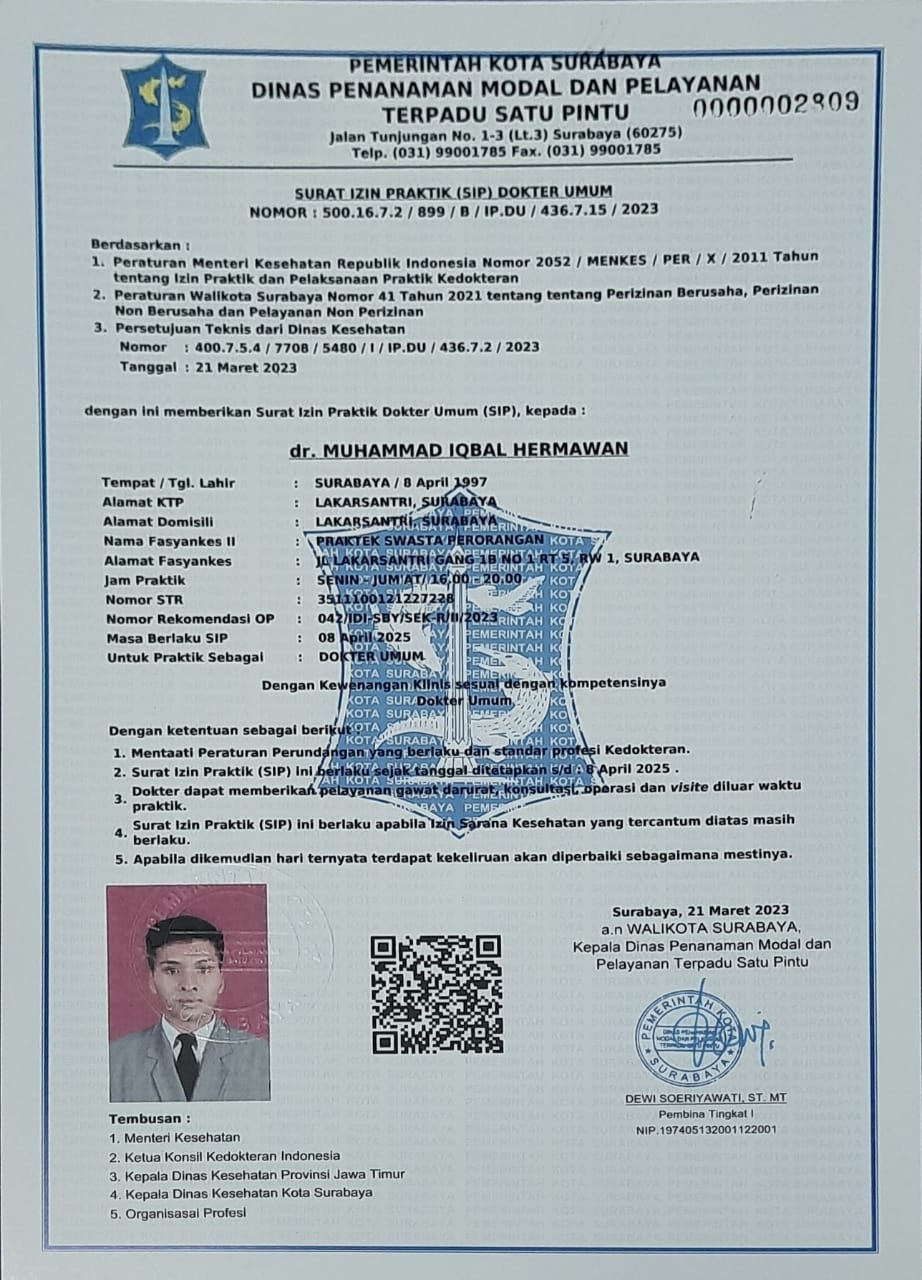 PEMERINTAH KOTA SURABAYA
DINAS PENANAMAN MODAL DAN PELAYANAN
TERPADU SATU PINTU
0000002809
Jalan Tunjungan No. 1-3 (Lt.3) Surabaya (60275)
Telp. (031) 99001785 Fax. (031) 99001785
SURAT IZIN PRAKTIK (SIP) DOKTER UMUM
NOMOR : 500.16.7.2 / 899 / B / IP.DU / 436.7.15 / 2023
Berdasarkan :
1. Peraturan Menteri Kesehatan Republik Indonesia Nomor 2052 / MENKES / PER / X / 2011 Tahun
tentang Izin Praktik dan Pelaksanaan Praktik Kedokteran
2. Peraturan Walikota Surabaya Nomor 41 Tahun 2021 tentang tentang Perizinan Berusaha, Perizinan
Non Berusaha dan Pelayanan Non Perizinan
3. Persetujuan Teknis dari Dinas Kesehatan
Nomor : 400.7.5.4 / 7708 / 5480 / I / IP.DU / 436.7.2 / 2023
Tanggal : 21 Maret 2023
dengan ini memberikan Surat Izin Praktik Dokter Umum (SIP), kepada :
dr. MUHAMMAD IQBAL HERMAWAN
Tempat / Tgl. Lahir : SURABAYA / 8 April 1997
Alamat KTP : LAKARSANTRI, SURABAYA
Alamat Domisili : LAKARSANTRI, SURABAYA
Nama Fasyankes II : PRAKTEK SWASTA PERORANGAN
Alamat Fasyankes : JL LAKARSANTRI GANG 1B NO 1 RT 5, RW 1, SURABAYA
Jam Praktik : SENIN - JUM'AT/ 16.00 - 20.00
Nomor STR : 3511100121227228
Nomor Rekomendasi OP : 042/IDI-SBY/SEK-R/II/2023
Masa Berlaku SIP : 08 April 2025
Untuk Praktik Sebagai : DOKTER UMUM
Dengan Kewenangan Klinis sesuai dengan kompetensinya
Dokter Umum
Dengan ketentuan sebagai berikut :
1. Mentaati Peraturan Perundangan yang berlaku dan standar profesi Kedokteran.
2. Surat Izin Praktik (SIP) ini berlaku sejak tanggal ditetapkan s/d : 8 April 2025 .
3. Dokter dapat memberikan pelayanan gawat darurat, konsultasi, operasi dan visite diluar waktu
praktik.
4. Surat Izin Praktik (SIP) ini berlaku apabila Izin Sarana Kesehatan yang tercantum diatas masih
berlaku.
5. Apabila dikemudian hari ternyata terdapat kekeliruan akan diperbaiki sebagaimana mestinya.
Surabaya, 21 Maret 2023
a.n WALIKOTA SURABAYA,
Kepala Dinas Penanaman Modal dan
Pelayanan Terpadu Satu Pintu
PEMERINTAH KOTA
DINAS PENANAMAN
MODAL DAN PELAYANAN
TERPADU SATU PINTU
SURABAYA
DEWI SOERIYAWATI, ST. MT
Pembina Tingkat I
NIP.197405132001122001
Tembusan :
1. Menteri Kesehatan
2. Ketua Konsil Kedokteran Indonesia
3. Kepala Dinas Kesehatan Provinsi Jawa Timur
4. Kepala Dinas Kesehatan Kota Surabaya
5. Organisasai Profesi